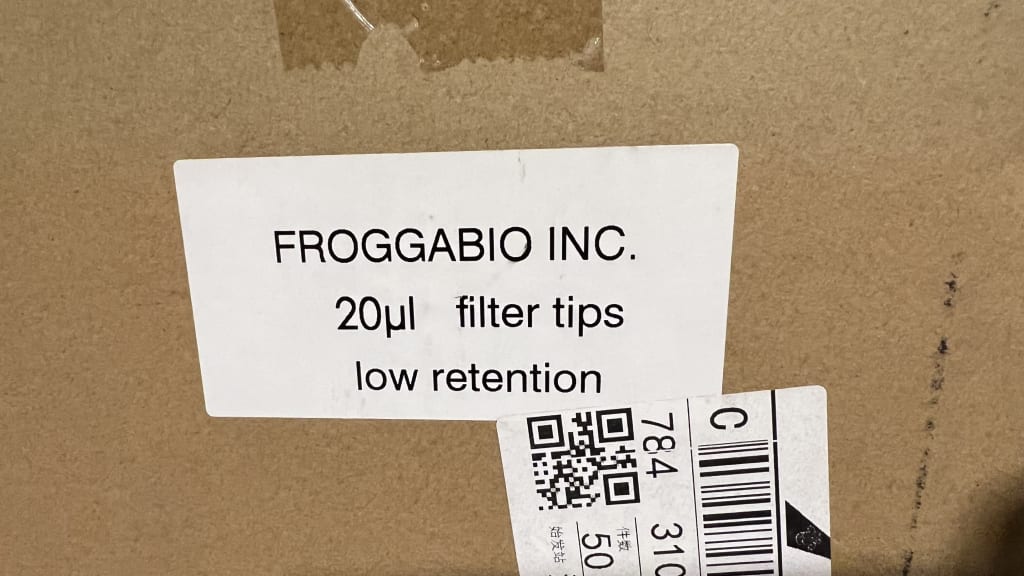 FROGGABIO INC.
20µl filter tips
low retention
C
784 310
件数
50
始发站